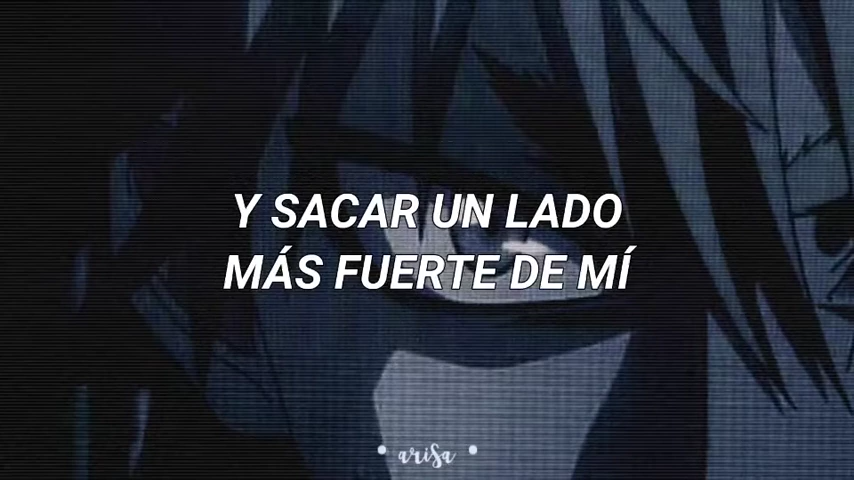 Y SACAR UN LADO
MÁS FUERTE DE MÍ
• ariSa •